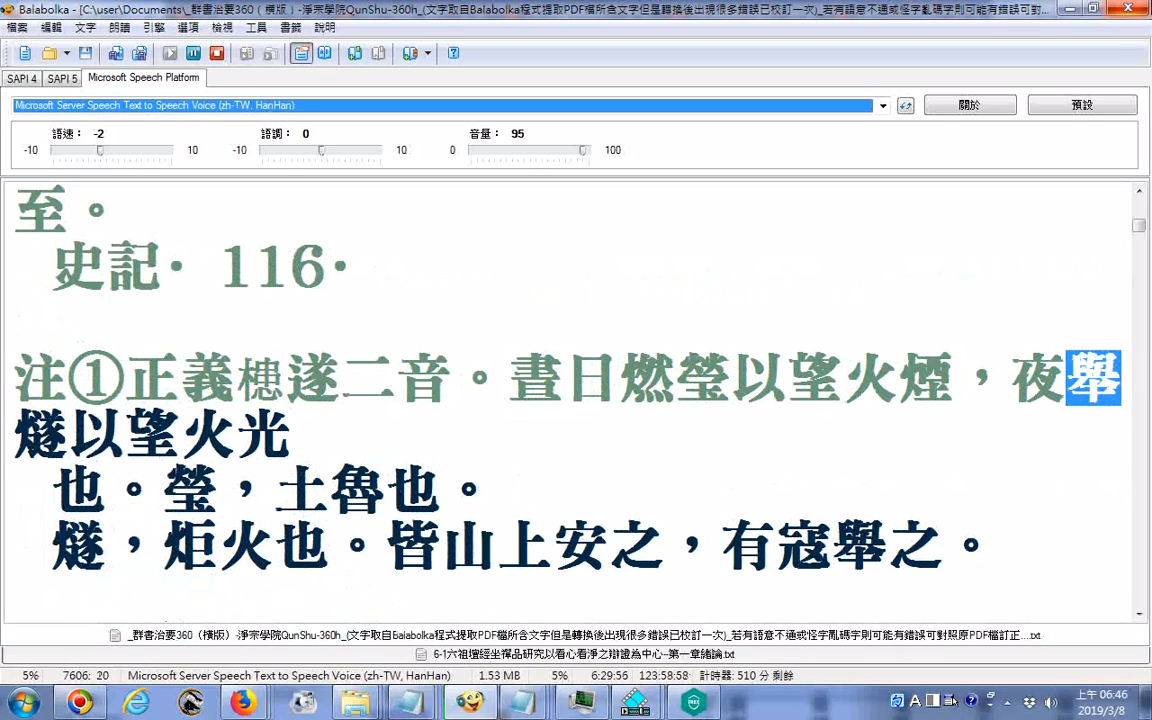 Balabolka - [C:\user\Documents\_群書治要360（橫版）-淨宗學院QunShu-360h_(文字取自Balabolka程式提取PDF檔所含文字但是轉換後出現很多錯誤已校訂一次)_若有語意不通或怪字亂碼字則可能有錯誤可對...
檔案 編輯 文字 朗讀 引擎 選項 檢視 工具 書籤 說明
SAPI 4 SAPI 5 Microsoft Speech Platform
Microsoft Server Speech Text to Speech Voice (zh-TW, HanHan) 關於 預設
語速： -2 語調： 0 音量： 95
-10 10 -10 10 0 100
至。
史記· 116·
注①正義樬遂二音。晝日燃瑩以望火煙，夜舉
燧以望火光
也。瑩，土魯也。
燧，炬火也。皆山上安之，有寇舉之。
_群書治要360（橫版）-淨宗學院QunShu-360h_(文字取自Balabolka程式提取PDF檔所含文字但是轉換後出現很多錯誤已校訂一次)_若有語意不通或怪字亂碼字則可能有錯誤可對照原PDF檔訂正....txt
6-1六祖壇經坐禪品研究以看心看淨之辯證為中心--第一章緒論.txt
5% 7606: 20 Microsoft Server Speech Text to Speech Voice (zh-TW, HanHan) 1.53 MB 5% 6:29:56 123:58:58 計時器: 510 分 剩餘
上午 06:46
2019/3/8